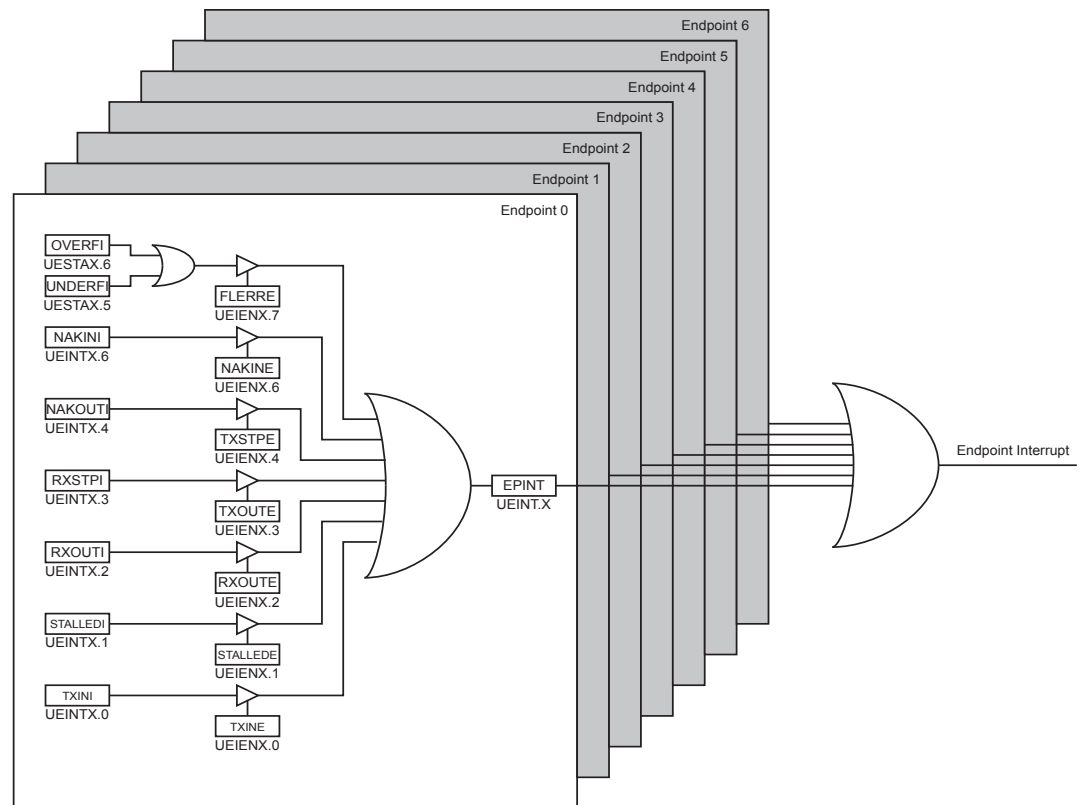 Endpoint 6
Endpoint 5
Endpoint 4
Endpoint 3
Endpoint 2
Endpoint 1
Endpoint 0
OVERFI
UESTAX.6
UNDERFI
UESTAX.5
FLERRE
UEIENX.7
NAKINI
UEINTX.6
NAKINE
UEIENX.6
NAKOUTI
UEINTX.4
TXSTPE
UEIENX.4
RXSTPI
UEINTX.3
TXOUTE
UEIENX.3
RXOUTI
UEINTX.2
RXOUTE
UEIENX.2
STALLEDI
UEINTX.1
STALLEDE
UEIENX.1
TXINI
UEINTX.0
TXINE
UEIENX.0
EPINT
UEINT.X
Endpoint Interrupt